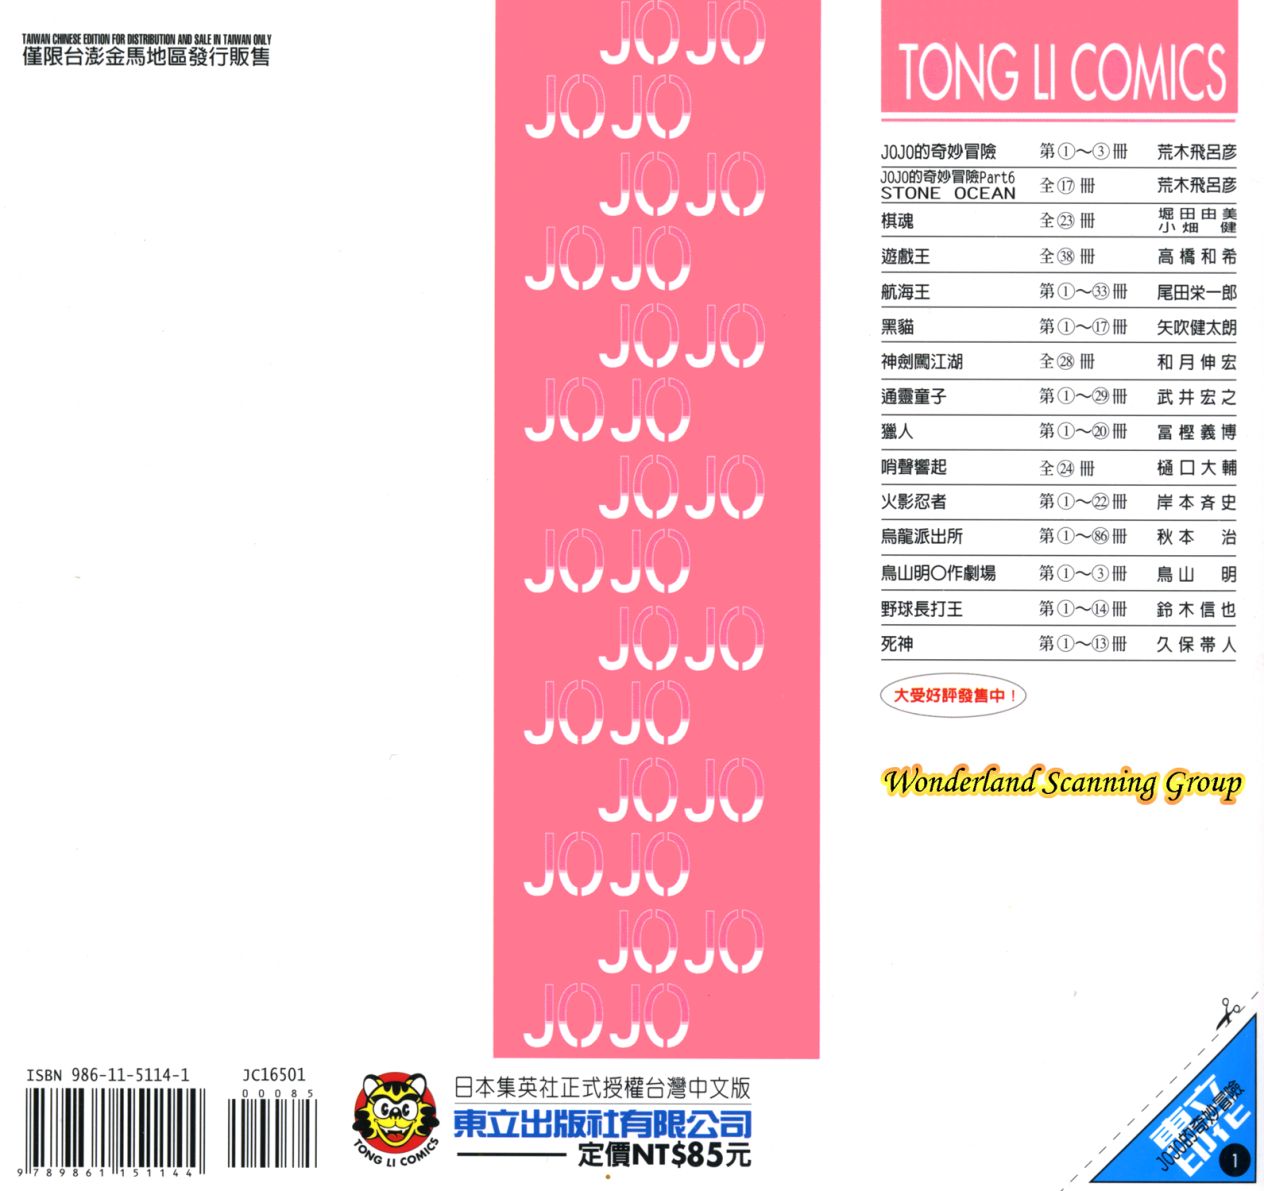 TAIWAN CHINESE EDITION FOR DISTRIBUTION AND SALE IN TAIWAN ONLY
僅限台澎金馬地區發行販售
JOJO
JOJO
JOJO
JOJO
JOJO
JOJO
JOJO
JOJO
JOJO
JOJO
JOJO
JOJO
JOJO
JOJO
TONG LI COMICS
JOJO的奇妙冒險 第①～③冊 荒木飛呂彥
JOJO的奇妙冒險Part6
STONE OCEAN 全⑰冊 荒木飛呂彥
棋魂 全㉓冊 堀田由美
小畑健
遊戲王 全㊳冊 高橋和希
航海王 第①～㉝冊 尾田栄一郎
黑貓 第①～⑰冊 矢吹健太朗
神劍闖江湖 全㉘冊 和月伸宏
通靈童子 第①～㉙冊 武井宏之
獵人 第①～⑳冊 冨樫義博
哨聲響起 全㉔冊 樋口大輔
火影忍者 第①～㉒冊 岸本斉史
烏龍派出所 第①～86冊 秋本治
鳥山明〇作劇場 第①～③冊 鳥山明
野球長打王 第①～⑭冊 鈴木信也
死神 第①～⑬冊 久保帯人
大受好評發售中！
Wonderland Scanning Group
ISBN 986-11-5114-1
9789861151144
JC16501
00085
TONG LI COMICS
日本集英社正式授權台灣中文版
東立出版社有限公司
定價NT$85元
東立
印花
JOJO的奇妙冒險
1